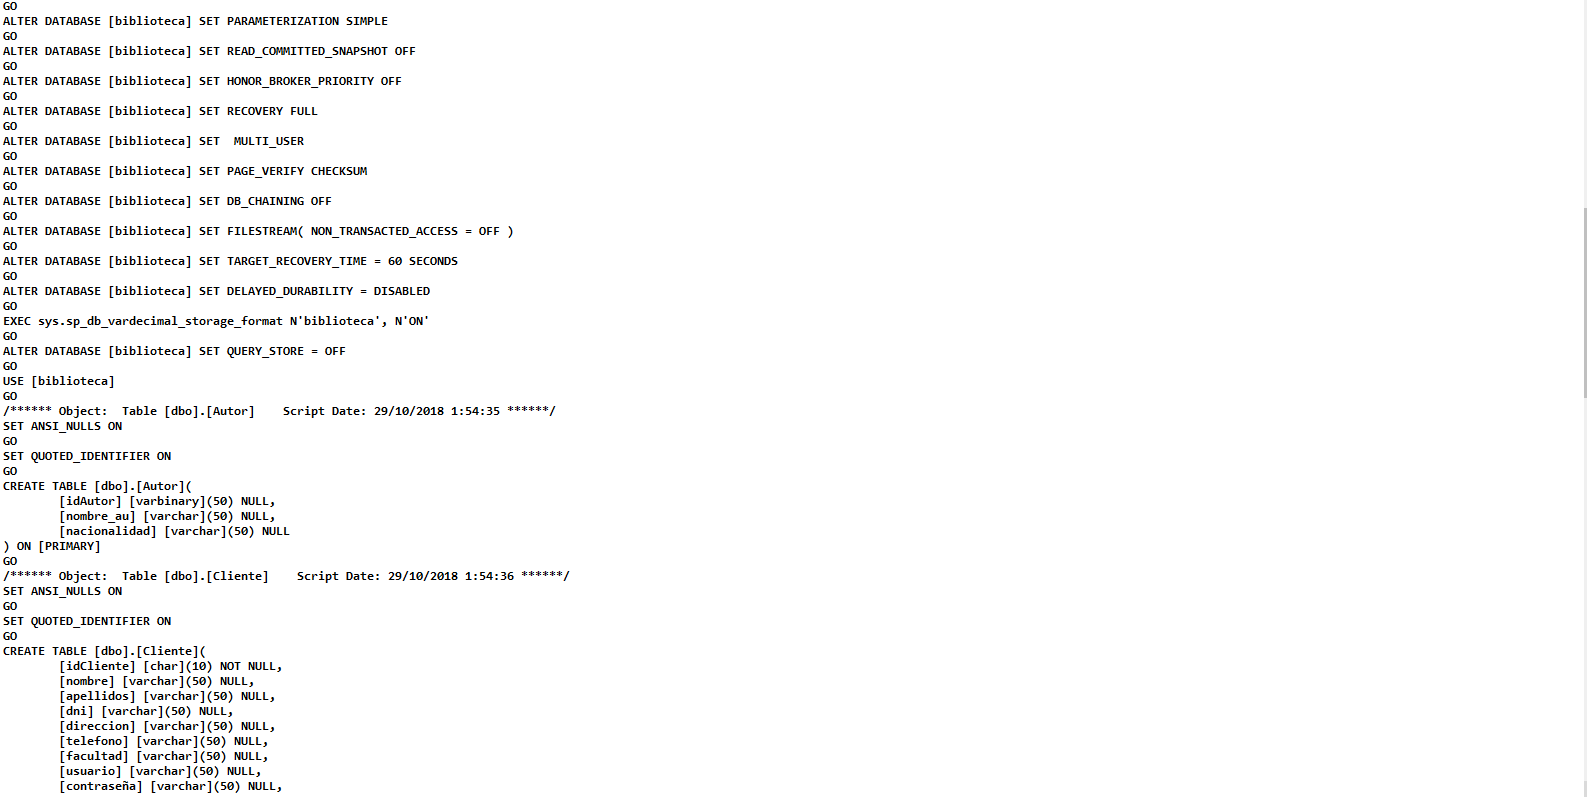 GO
ALTER DATABASE [biblioteca] SET PARAMETERIZATION SIMPLE
GO
ALTER DATABASE [biblioteca] SET READ_COMMITTED_SNAPSHOT OFF
GO
ALTER DATABASE [biblioteca] SET HONOR_BROKER_PRIORITY OFF
GO
ALTER DATABASE [biblioteca] SET RECOVERY FULL
GO
ALTER DATABASE [biblioteca] SET  MULTI_USER
GO
ALTER DATABASE [biblioteca] SET PAGE_VERIFY CHECKSUM
GO
ALTER DATABASE [biblioteca] SET DB_CHAINING OFF
GO
ALTER DATABASE [biblioteca] SET FILESTREAM( NON_TRANSACTED_ACCESS = OFF )
GO
ALTER DATABASE [biblioteca] SET TARGET_RECOVERY_TIME = 60 SECONDS
GO
ALTER DATABASE [biblioteca] SET DELAYED_DURABILITY = DISABLED
GO
EXEC sys.sp_db_vardecimal_storage_format N'biblioteca', N'ON'
GO
ALTER DATABASE [biblioteca] SET QUERY_STORE = OFF
GO
USE [biblioteca]
GO
/****** Object:  Table [dbo].[Autor]    Script Date: 29/10/2018 1:54:35 ******/
SET ANSI_NULLS ON
GO
SET QUOTED_IDENTIFIER ON
GO
CREATE TABLE [dbo].[Autor](
        [idAutor] [varbinary](50) NULL,
        [nombre_au] [varchar](50) NULL,
        [nacionalidad] [varchar](50) NULL
) ON [PRIMARY]
GO
/****** Object:  Table [dbo].[Cliente]    Script Date: 29/10/2018 1:54:36 ******/
SET ANSI_NULLS ON
GO
SET QUOTED_IDENTIFIER ON
GO
CREATE TABLE [dbo].[Cliente](
        [idCliente] [char](10) NOT NULL,
        [nombre] [varchar](50) NULL,
        [apellidos] [varchar](50) NULL,
        [dni] [varchar](50) NULL,
        [direccion] [varchar](50) NULL,
        [telefono] [varchar](50) NULL,
        [facultad] [varchar](50) NULL,
        [usuario] [varchar](50) NULL,
        [contraseña] [varchar](50) NULL,